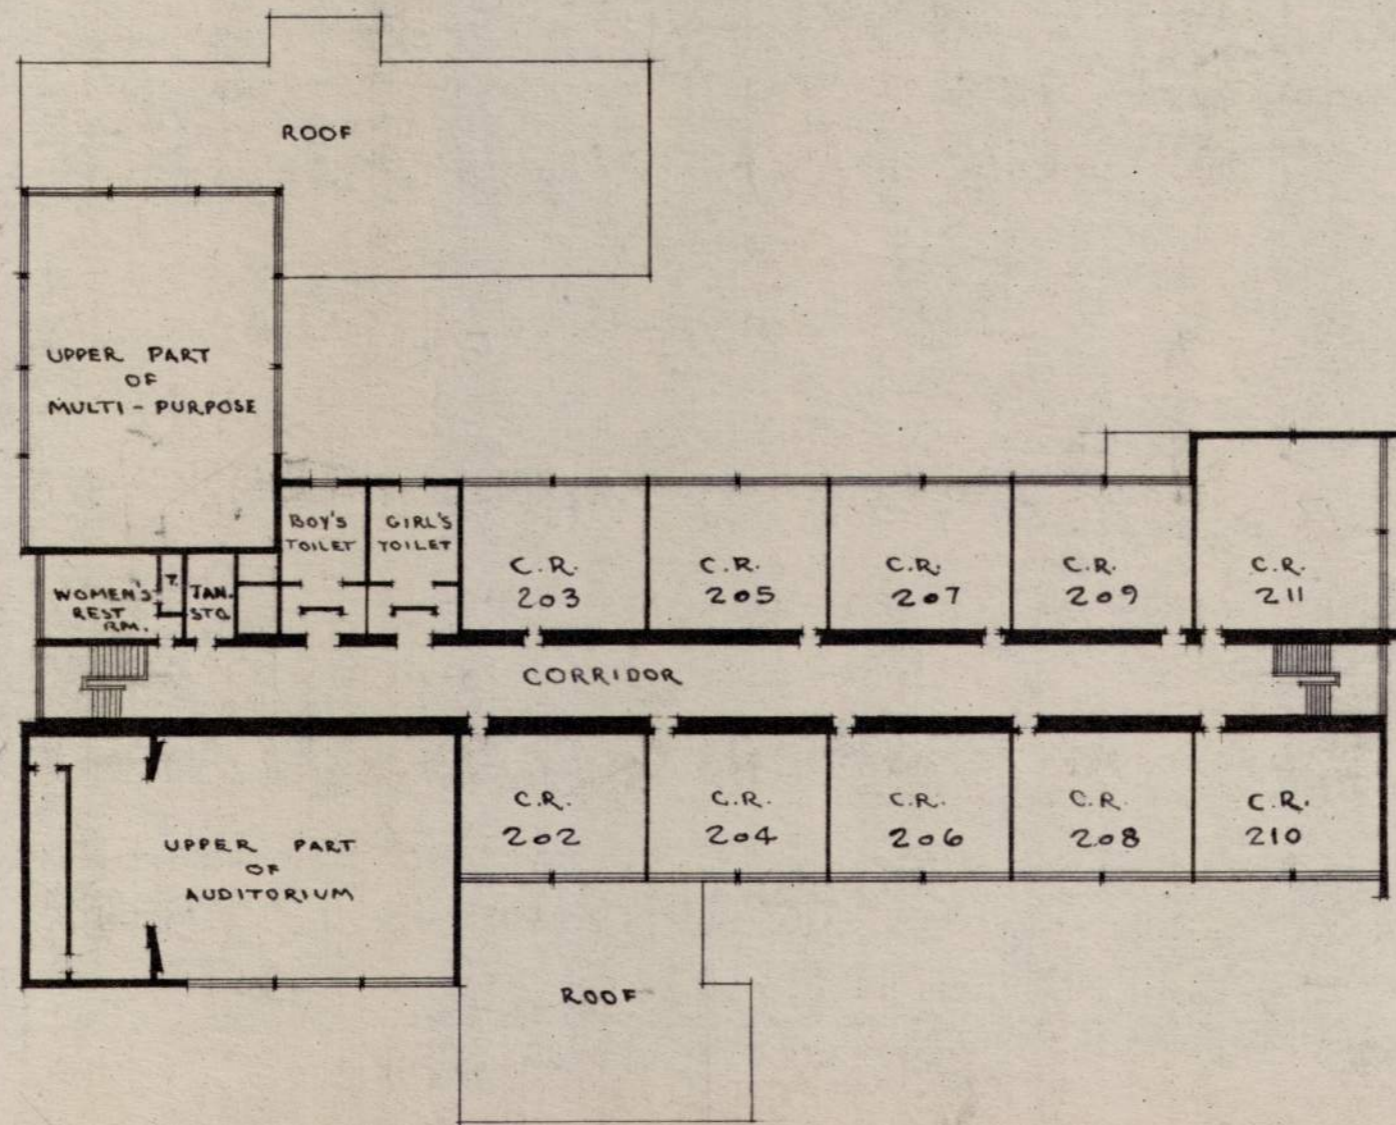 ROOF
UPPER PART
OF
MULTI - PURPOSE
BOY'S
TOILET
GIRL'S
TOILET
WOMEN'S
REST
RM.
T.
JAN.
STO.
C.R.
203
C.R.
205
C.R.
207
C.R.
209
C.R.
211
CORRIDOR
UPPER PART
OF
AUDITORIUM
C.R.
202
C.R.
204
C.R.
206
C.R.
208
C.R.
210
ROOF